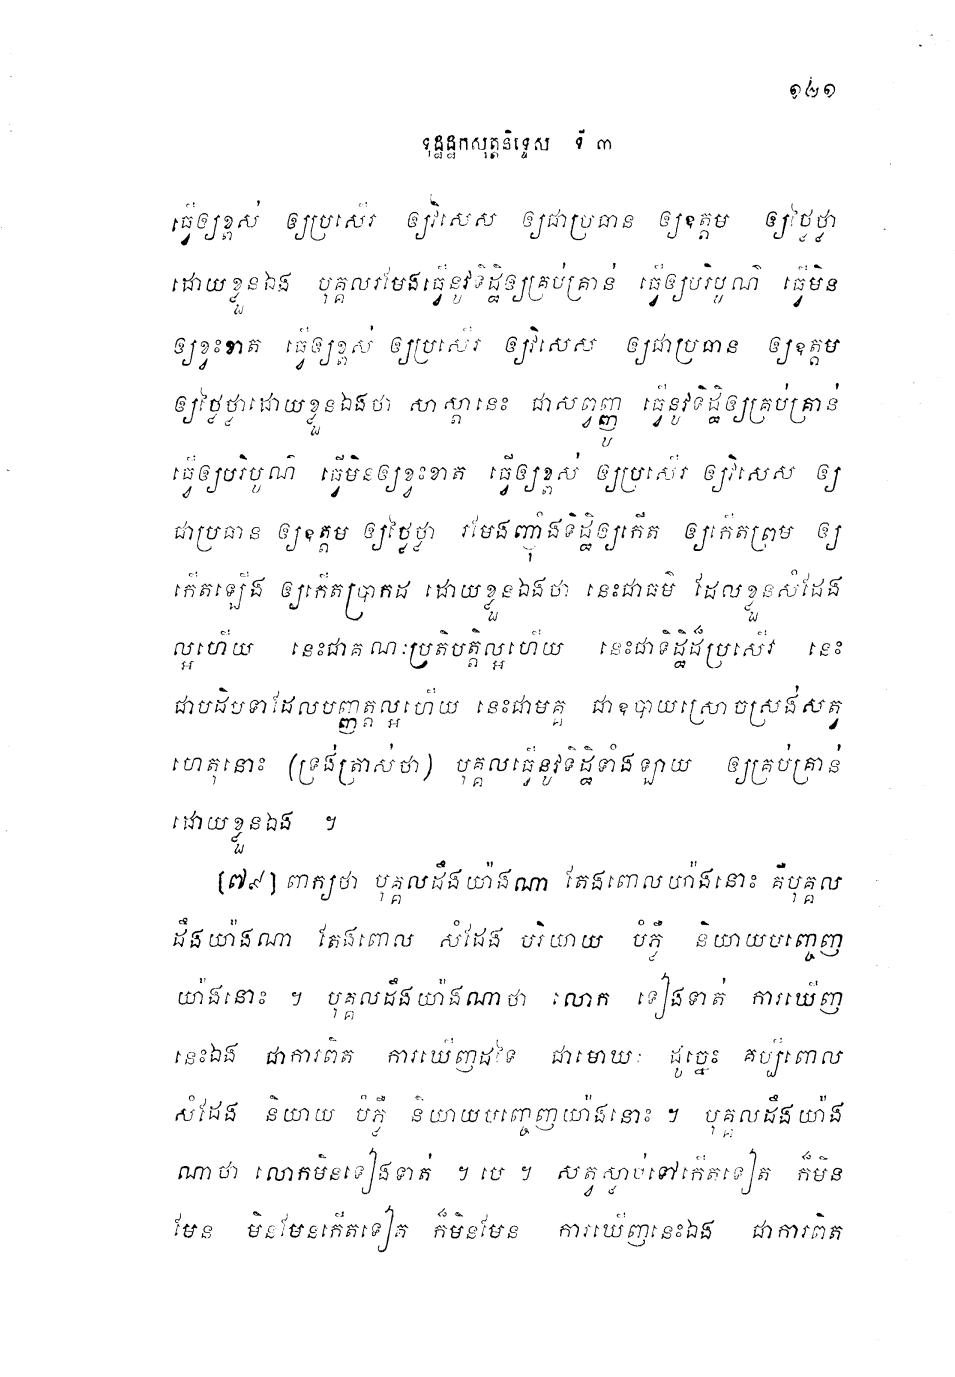 ១៤១
ទុដ្ឋដ្ឋកសុត្តនិទ្ទេស ទី ៣
ធ្វើឲ្យខ្ពស់ ឲ្យប្រសើរ ឲ្យវិសេស ឲ្យជាប្រធាន ឲ្យឧត្តម ឲ្យថ្លៃថ្លា
ដោយខ្លួនឯង បុគ្គលរមែងធ្វើនូវទិដ្ឋិឲ្យគ្រប់គ្រាន់ ធ្វើឲ្យបរិបូណ៌ ធ្វើមិន
ឲ្យខ្វះខាត ធ្វើឲ្យខ្ពស់ ឲ្យប្រសើរ ឲ្យវិសេស ឲ្យជាប្រធាន ឲ្យឧត្តម
ឲ្យថ្លៃថ្លាដោយខ្លួនឯងថា សាស្តានេះ ជាសព្វញ្ញូ ធ្វើនូវទិដ្ឋិឲ្យគ្រប់គ្រាន់
ធ្វើឲ្យបរិបូណ៌ ធ្វើមិនឲ្យខ្វះខាត ធ្វើឲ្យខ្ពស់ ឲ្យប្រសើរ ឲ្យវិសេស ឲ្យ
ជាប្រធាន ឲ្យឧត្តម ឲ្យថ្លៃថ្លា រមែងញ៉ាំងទិដ្ឋិឲ្យកើត ឲ្យកើតព្រម ឲ្យ
កើតឡើង ឲ្យកើតប្រាកដ ដោយខ្លួនឯងថា នេះជាធម៌ ដែលខ្លួនសំដែង
ល្អហើយ នេះជាគណៈប្រតិបត្តិល្អហើយ នេះជាទិដ្ឋិដ៏ប្រសើរ នេះ
ជាបដិបទាដែលបញ្ញត្តល្អហើយ នេះជាមគ្គ ជាឧបាយស្រោចស្រង់សត្វ
ហេតុនោះ (ទ្រង់ត្រាស់ថា) បុគ្គលធ្វើនូវទិដ្ឋិទាំងឡាយ ឲ្យគ្រប់គ្រាន់
ដោយខ្លួនឯង ។
[៧៩] ពាក្យថា បុគ្គលដឹងយ៉ាងណា តែងពោលយ៉ាងនោះ គឺបុគ្គល
ដឹងយ៉ាងណា តែងពោល សំដែង បរិយាយ បំភ្លឺ និយាយបញ្ចេញ
យ៉ាងនោះ ។ បុគ្គលដឹងយ៉ាងណាថា លោក ទៀងទាត់ ការឃើញ
នេះឯង ជាការពិត ការឃើញដទៃ ជាមោឃៈ ដូច្នេះ គប្បីពោល
សំដែង និយាយ បំភ្លឺ និយាយបញ្ចេញយ៉ាងនោះ ។ បុគ្គលដឹងយ៉ាង
ណាថា លោកមិនទៀងទាត់ ។ បេ ។ សត្វស្លាប់ទៅកើតទៀត ក៏មិន
មែន មិនមែនកើតទៀត ក៏មិនមែន ការឃើញនេះឯង ជាការពិត